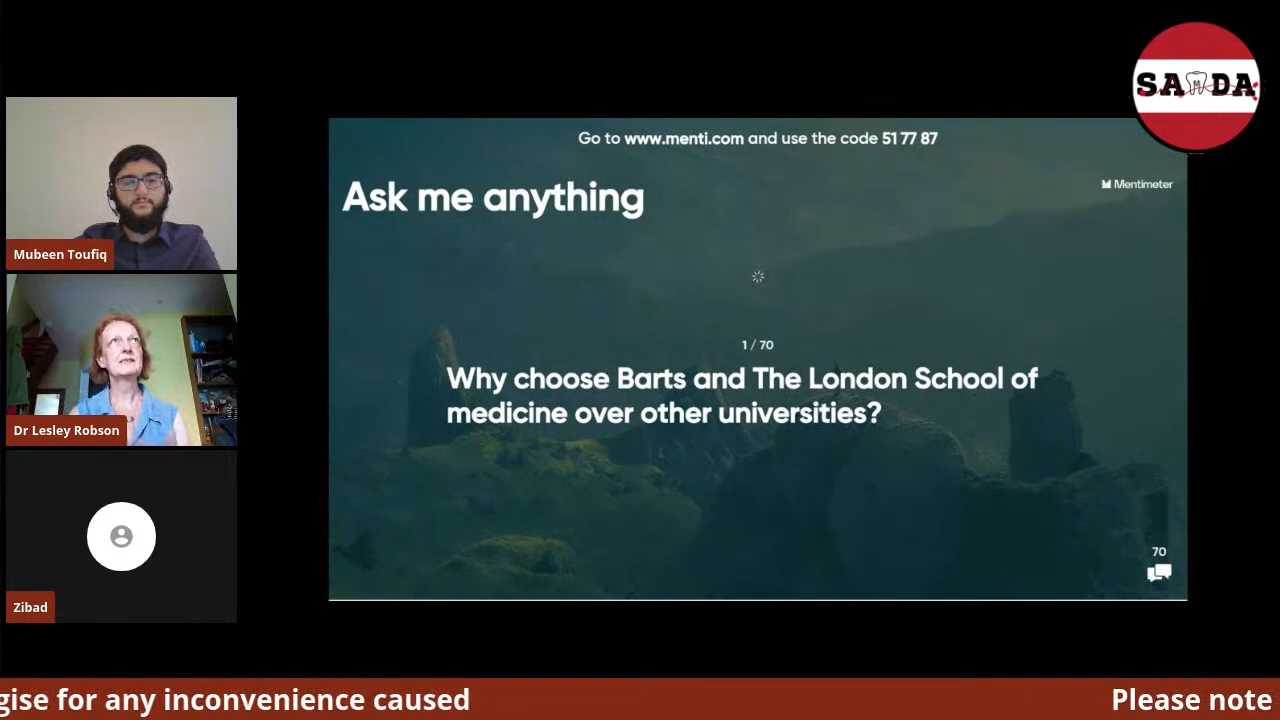 SAMDA
Go to www.menti.com and use the code 51 77 87
Ask me anything
Mentimeter
1 / 70
Why choose Barts and The London School of
medicine over other universities?
70
Mubeen Toufiq
Dr Lesley Robson
Zibad
gise for any inconvenience caused
Please note